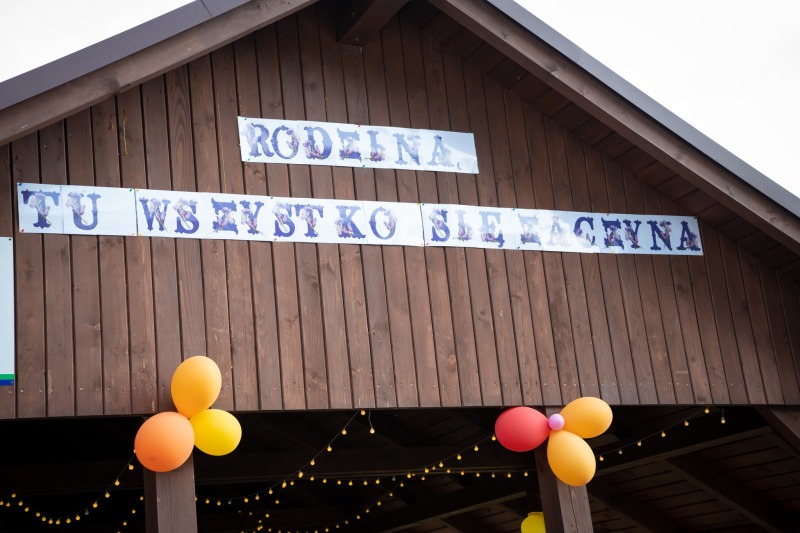 RODZINA
TU WSZYSTKO SIĘ ZACZYNA